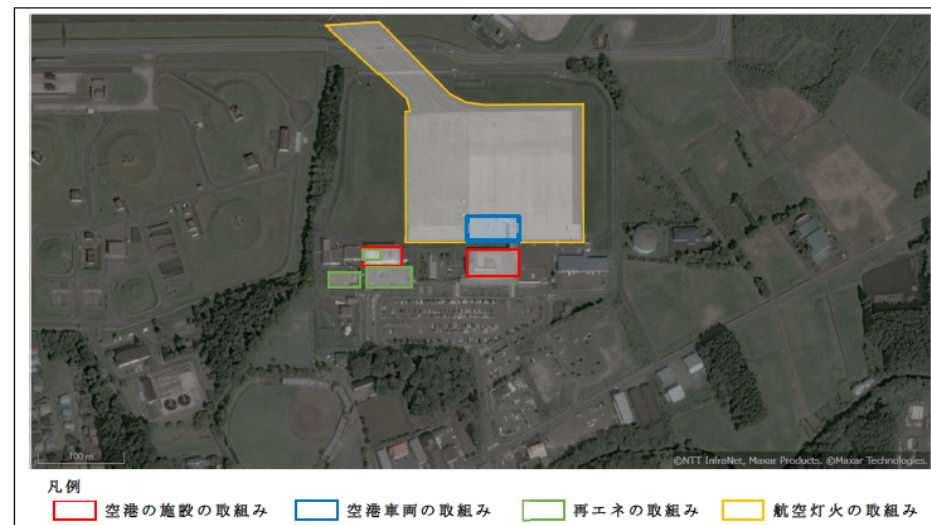 100 m
©NTT InfraNet, Maxar Products. ©Maxar Technologies.
凡例
空港の施設の取組み 空港車両の取組み 再エネの取組み 航空灯火の取組み